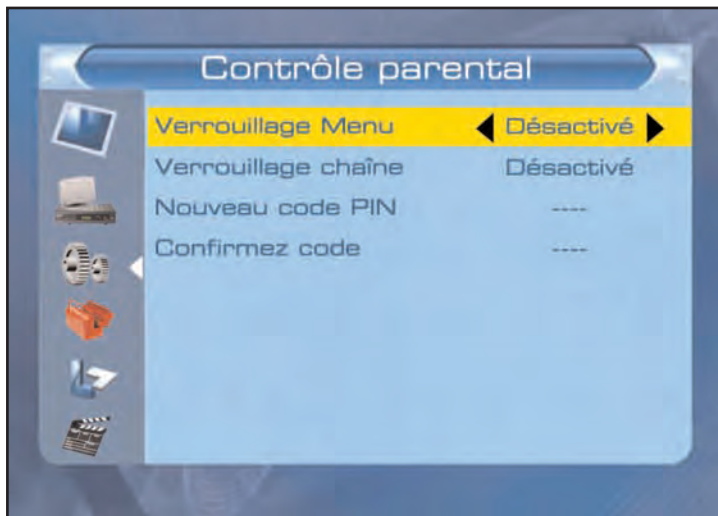 Contrôle parental
Verrouillage Menu Désactivé
Verrouillage chaîne Désactivé
Nouveau code PIN ----
Confirmez code ----